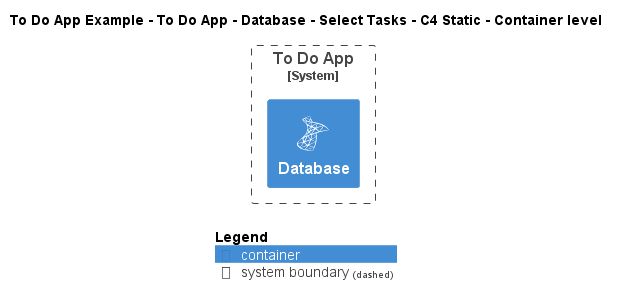 To Do App Example - To Do App - Database - Select Tasks - C4 Static - Container level
To Do App
[System]
Database
Legend
container
system boundary (dashed)